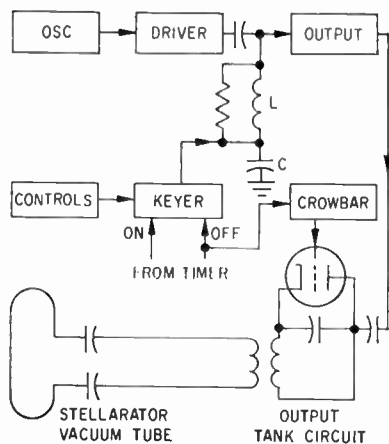 OSC
DRIVER
OUTPUT
L
C
CONTROLS
KEYER
CROWBAR
ON
OFF
FROM TIMER
STELLARATOR
VACUUM TUBE
OUTPUT
TANK CIRCUIT